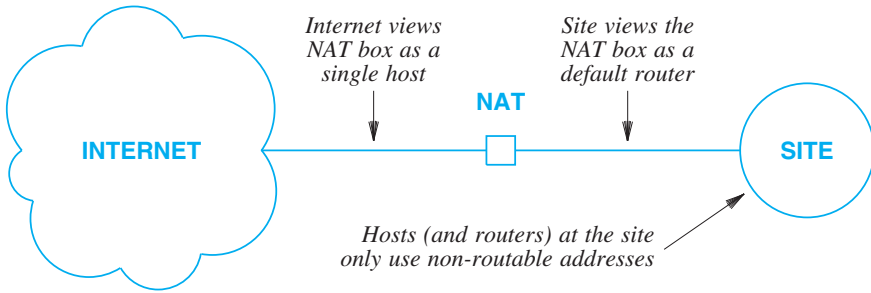 Internet views
NAT box as a
single host
Site views the
NAT box as a
default router
NAT
INTERNET
SITE
Hosts (and routers) at the site
only use non-routable addresses